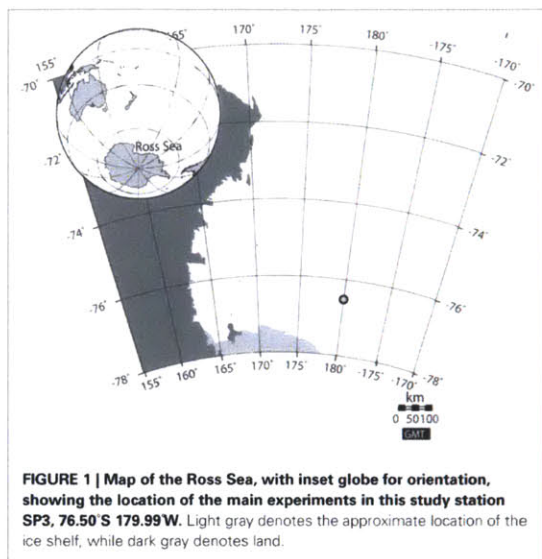 165° 170° 175° 180° -175° -170°
155°
-70° -70°
Ross Sea
-72° -72°
-74° -74°
-76° -76°
-78° 155° 160° 165° 170° 175° 180° -175° -170° -78°
km
0 50100
GMT
FIGURE 1 | Map of the Ross Sea, with inset globe for orientation,
showing the location of the main experiments in this study station
SP3, 76.50°S 179.99°W. Light gray denotes the approximate location of the
ice shelf, while dark gray denotes land.